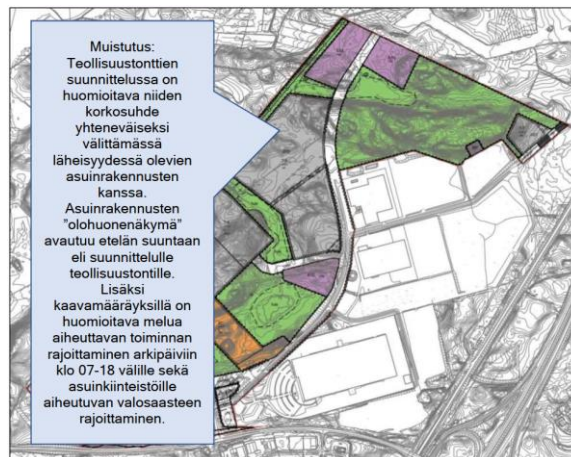 Muistutus:
Teollisuustonttien
suunnittelussa on
huomioitava niiden
korkosuhde
yhteneväiseksi
välittämässä
läheisyydessä olevien
asuinrakennusten
kanssa.
Asuinrakennusten
"olohuonenäkymä"
avautuu etelän suuntaan
eli suunnitellulle
teollisuustontille.
Lisäksi
kaavamääräyksillä on
huomioitava melua
aiheuttavan toiminnan
rajoittaminen arkipäiviin
klo 07-18 välille sekä
asuinkiinteistöille
aiheutuvan valosaasteen
rajoittaminen.